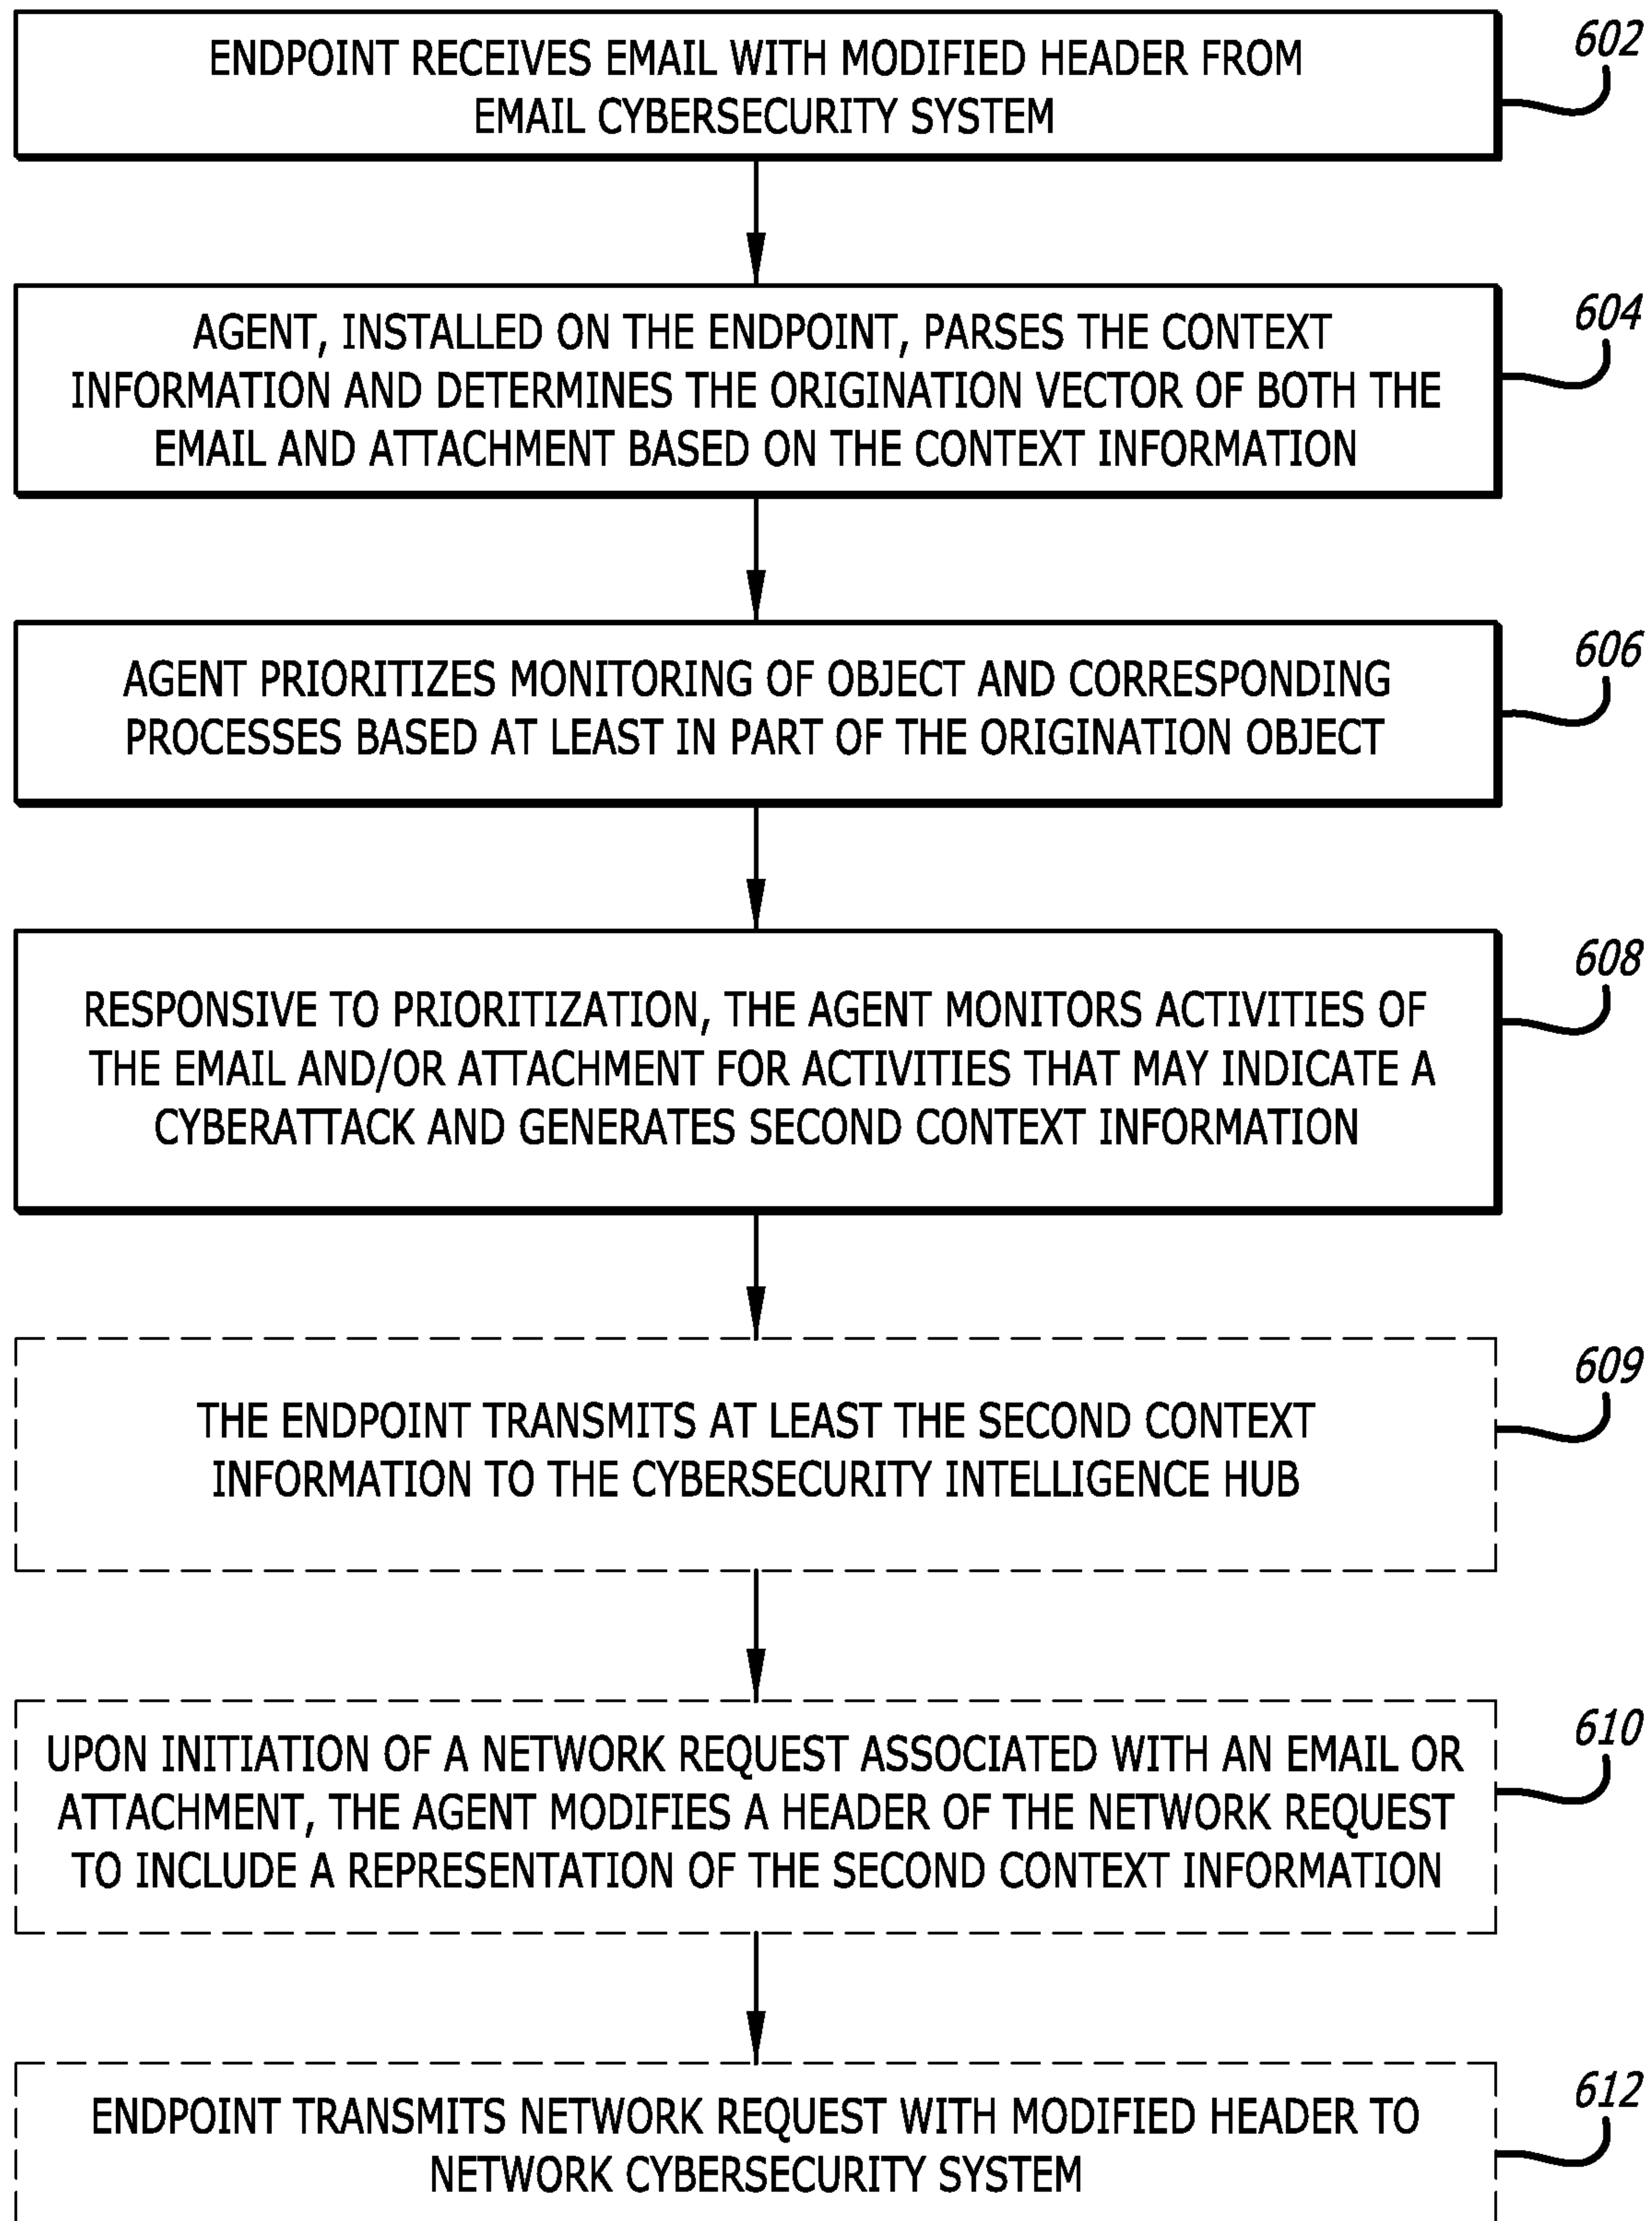 ENDPOINT RECEIVES EMAIL WITH MODIFIED HEADER FROM
EMAIL CYBERSECURITY SYSTEM
602
AGENT, INSTALLED ON THE ENDPOINT, PARSES THE CONTEXT
INFORMATION AND DETERMINES THE ORIGINATION VECTOR OF BOTH THE
EMAIL AND ATTACHMENT BASED ON THE CONTEXT INFORMATION
604
AGENT PRIORITIZES MONITORING OF OBJECT AND CORRESPONDING
PROCESSES BASED AT LEAST IN PART OF THE ORIGINATION OBJECT
606
RESPONSIVE TO PRIORITIZATION, THE AGENT MONITORS ACTIVITIES OF
THE EMAIL AND/OR ATTACHMENT FOR ACTIVITIES THAT MAY INDICATE A
CYBERATTACK AND GENERATES SECOND CONTEXT INFORMATION
608
THE ENDPOINT TRANSMITS AT LEAST THE SECOND CONTEXT
INFORMATION TO THE CYBERSECURITY INTELLIGENCE HUB
609
UPON INITIATION OF A NETWORK REQUEST ASSOCIATED WITH AN EMAIL OR
ATTACHMENT, THE AGENT MODIFIES A HEADER OF THE NETWORK REQUEST
TO INCLUDE A REPRESENTATION OF THE SECOND CONTEXT INFORMATION
610
ENDPOINT TRANSMITS NETWORK REQUEST WITH MODIFIED HEADER TO
NETWORK CYBERSECURITY SYSTEM
612